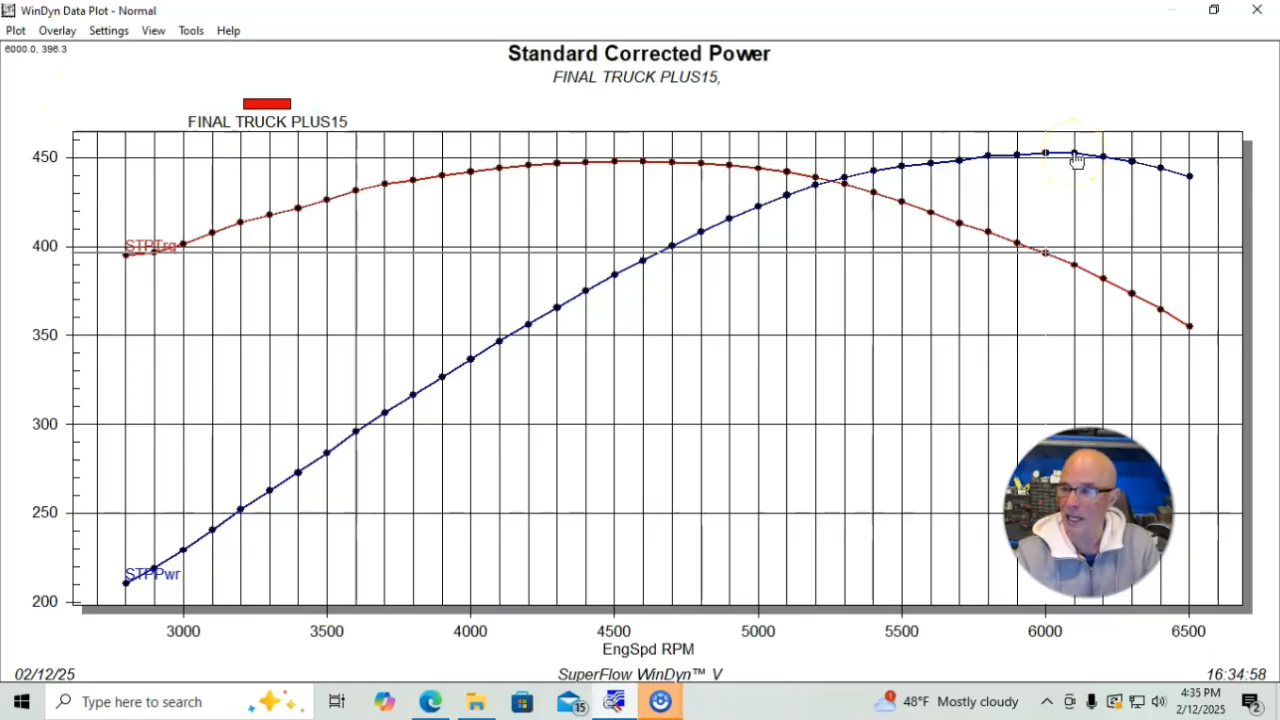 WinDyn Data Plot - Normal
Plot Overlay Settings View Tools Help
6000.0, 396.3
Standard Corrected Power
FINAL TRUCK PLUS15,
FINAL TRUCK PLUS15
450
400
350
300
250
200
STPTrq
STPPwr
3000 3500 4000 4500 5000 5500 6000 6500
EngSpd RPM
02/12/25 SuperFlow WinDyn™ V 16:34:58
Type here to search
15
48°F Mostly cloudy
4:35 PM
2/12/2025
2